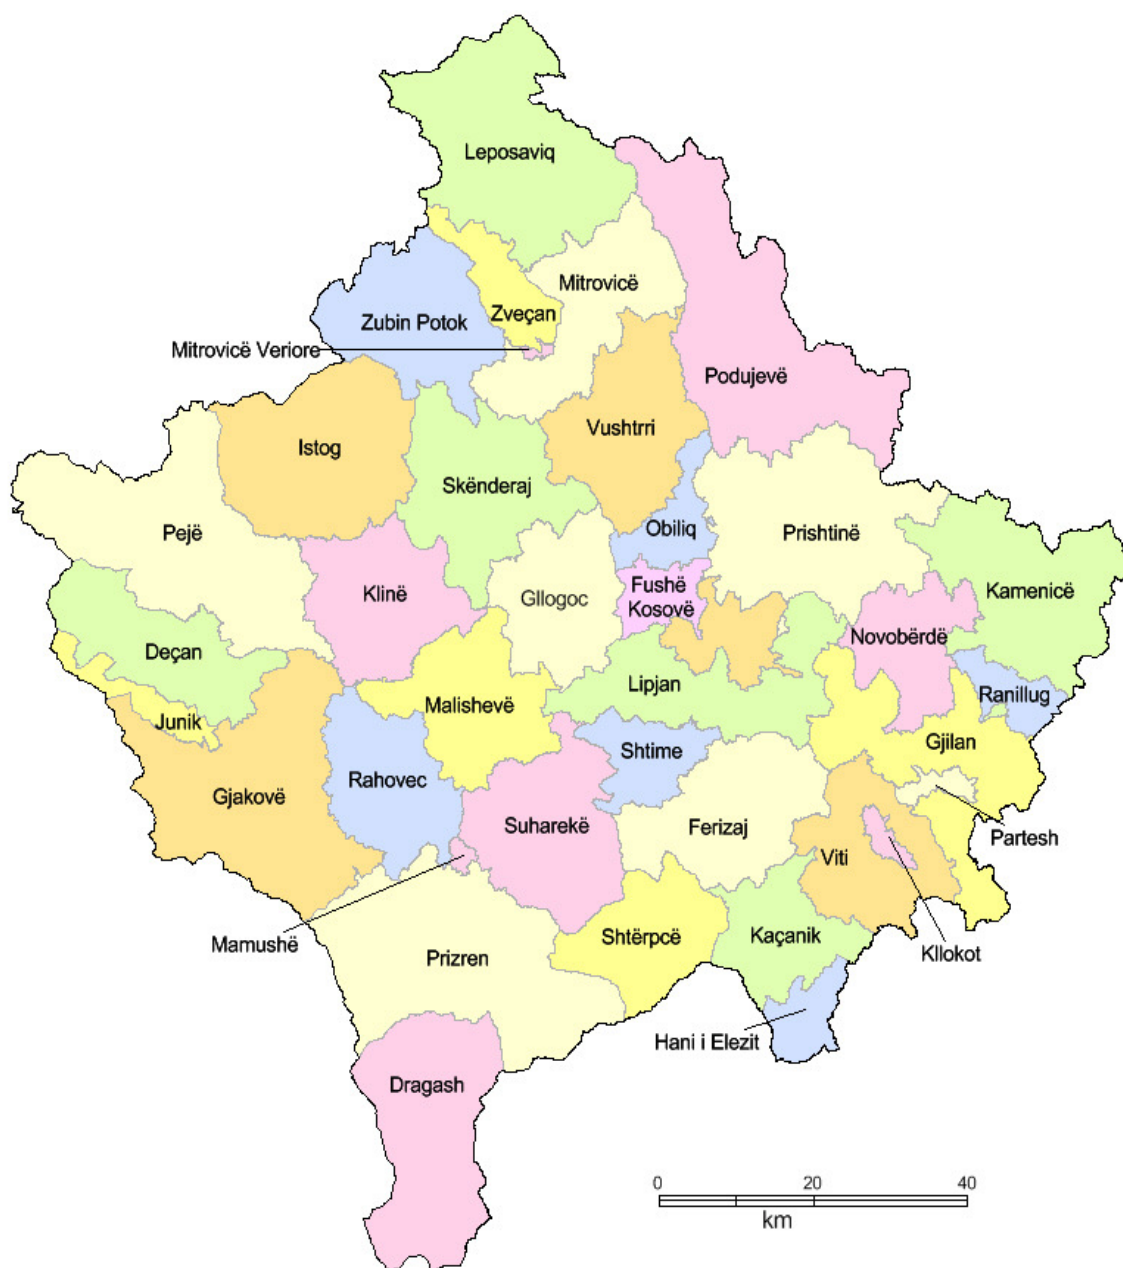 Leposaviq
Mitrovicë
Zveçan
Zubin Potok
Mitrovicë Veriore
Podujevë
Vushtrri
Istog
Skënderaj
Obiliq
Prishtinë
Pejë
Fushë
Kosovë
Kamenicë
Klinë
Gllogoc
Novobërdë
Deçan
Lipjan
Ranillug
Malishevë
Junik
Gjilan
Shtime
Rahovec
Gjakovë
Suharekë
Ferizaj
Partesh
Viti
Mamushë
Shtërpcë
Kaçanik
Kllokot
Prizren
Hani i Elezit
Dragash
0 20 40
km